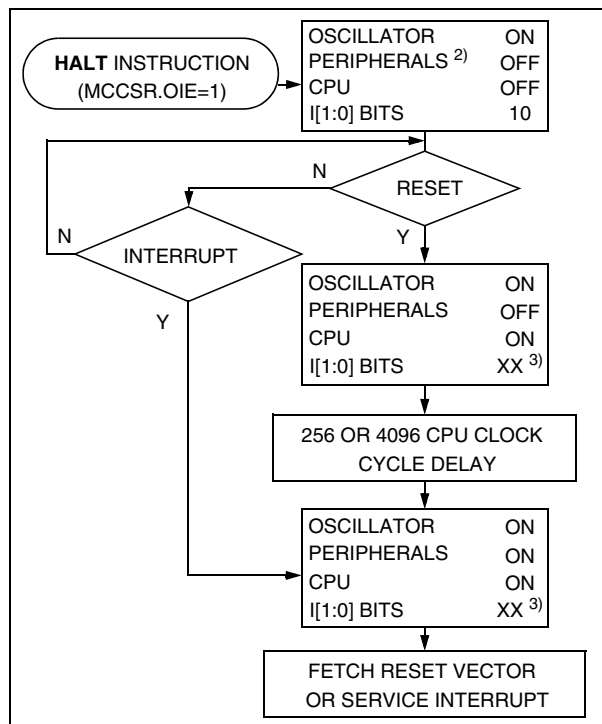 HALT INSTRUCTION
(MCCSR.OIE=1)
OSCILLATOR ON
PERIPHERALS 2) OFF
CPU OFF
I[1:0] BITS 10
RESET
N
Y
INTERRUPT
N
Y
OSCILLATOR ON
PERIPHERALS OFF
CPU ON
I[1:0] BITS XX 3)
256 OR 4096 CPU CLOCK
CYCLE DELAY
OSCILLATOR ON
PERIPHERALS ON
CPU ON
I[1:0] BITS XX 3)
FETCH RESET VECTOR
OR SERVICE INTERRUPT